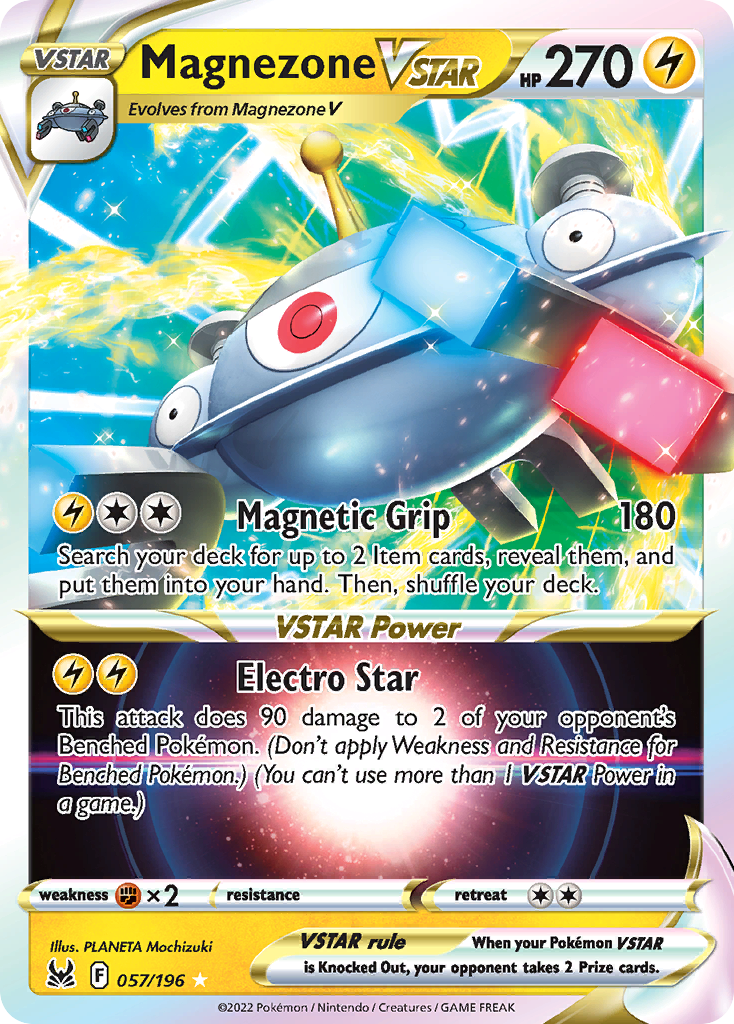 VSTAR Magnezone VSTAR HP 270
Evolves from Magnezone V
Magnetic Grip 180
Search your deck for up to 2 Item cards, reveal them, and
put them into your hand. Then, shuffle your deck.
VSTAR Power
Electro Star
This attack does 90 damage to 2 of your opponent's
Benched Pokémon. (Don't apply Weakness and Resistance for
Benched Pokémon.) (You can't use more than 1 VSTAR Power in
a game.)
weakness ×2 resistance retreat
Illus. PLANETA Mochizuki
F 057/196 ★
VSTAR rule When your Pokémon VSTAR
is Knocked Out, your opponent takes 2 Prize cards.
©2022 Pokémon / Nintendo / Creatures / GAME FREAK